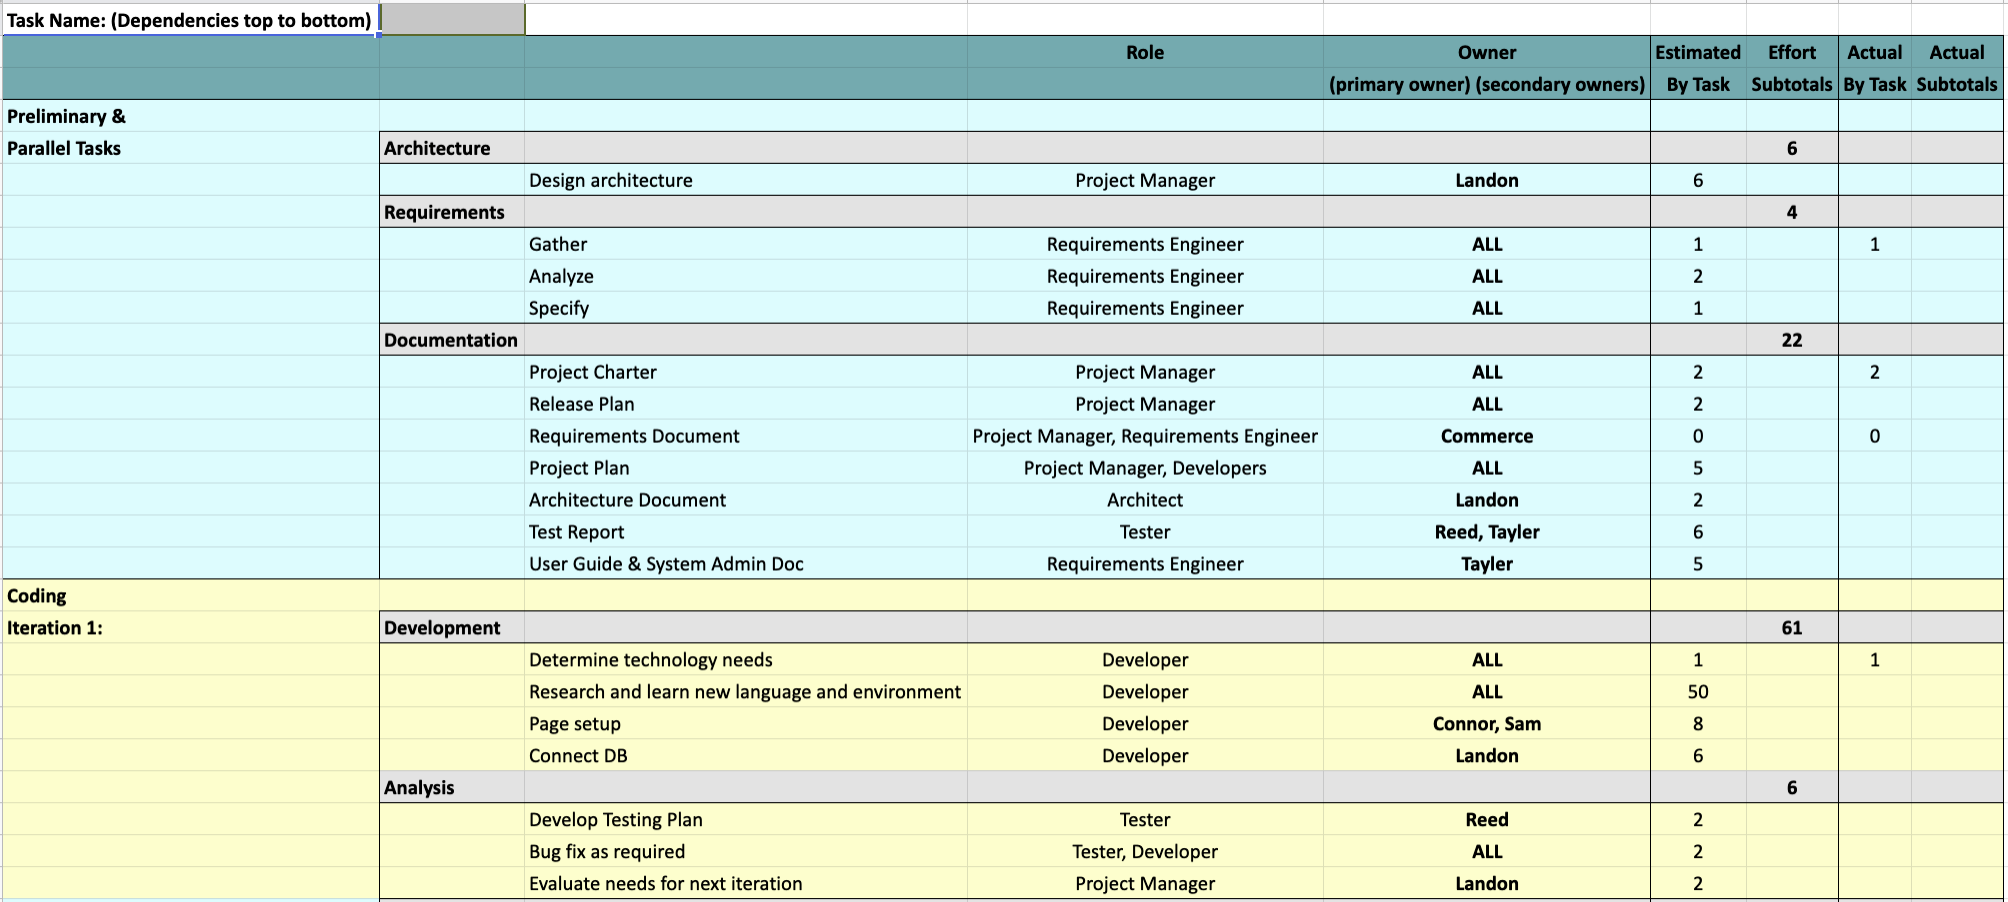 Task Name: (Dependencies top to bottom)
Role Owner Estimated Effort Actual Actual
(primary owner) (secondary owners) By Task Subtotals By Task Subtotals
Preliminary &
Parallel Tasks Architecture 6
Design architecture Project Manager Landon 6
Requirements 4
Gather Requirements Engineer ALL 1 1
Analyze Requirements Engineer ALL 2
Specify Requirements Engineer ALL 1
Documentation 22
Project Charter Project Manager ALL 2 2
Release Plan Project Manager ALL 2
Requirements Document Project Manager, Requirements Engineer Commerce 0 0
Project Plan Project Manager, Developers ALL 5
Architecture Document Architect Landon 2
Test Report Tester Reed, Tayler 6
User Guide & System Admin Doc Requirements Engineer Tayler 5
Coding
Iteration 1: Development 61
Determine technology needs Developer ALL 1 1
Research and learn new language and environment Developer ALL 50
Page setup Developer Connor, Sam 8
Connect DB Developer Landon 6
Analysis 6
Develop Testing Plan Tester Reed 2
Bug fix as required Tester, Developer ALL 2
Evaluate needs for next iteration Project Manager Landon 2